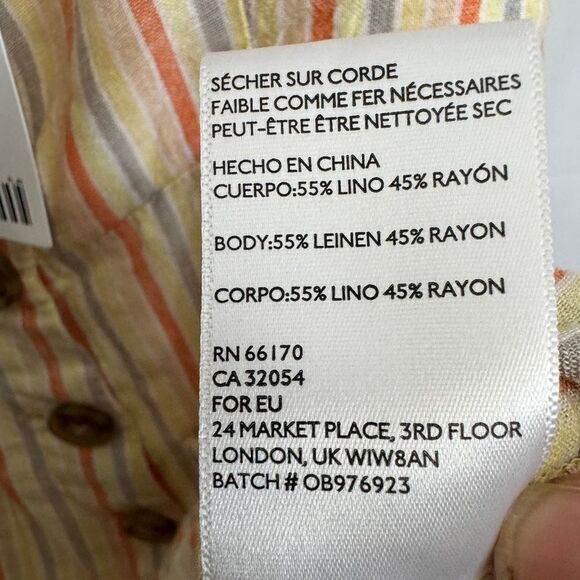 SÉCHER SUR CORDE
FAIBLE COMME FER NÉCESSAIRES
PEUT-ÊTRE ÊTRE NETTOYÉE SEC
HECHO EN CHINA
CUERPO:55% LINO 45% RAYÓN
BODY:55% LEINEN 45% RAYON
CORPO:55% LINO 45% RAYON
RN 66170
CA 32054
FOR EU
24 MARKET PLACE, 3RD FLOOR
LONDON, UK WIW8AN
BATCH # OB976923